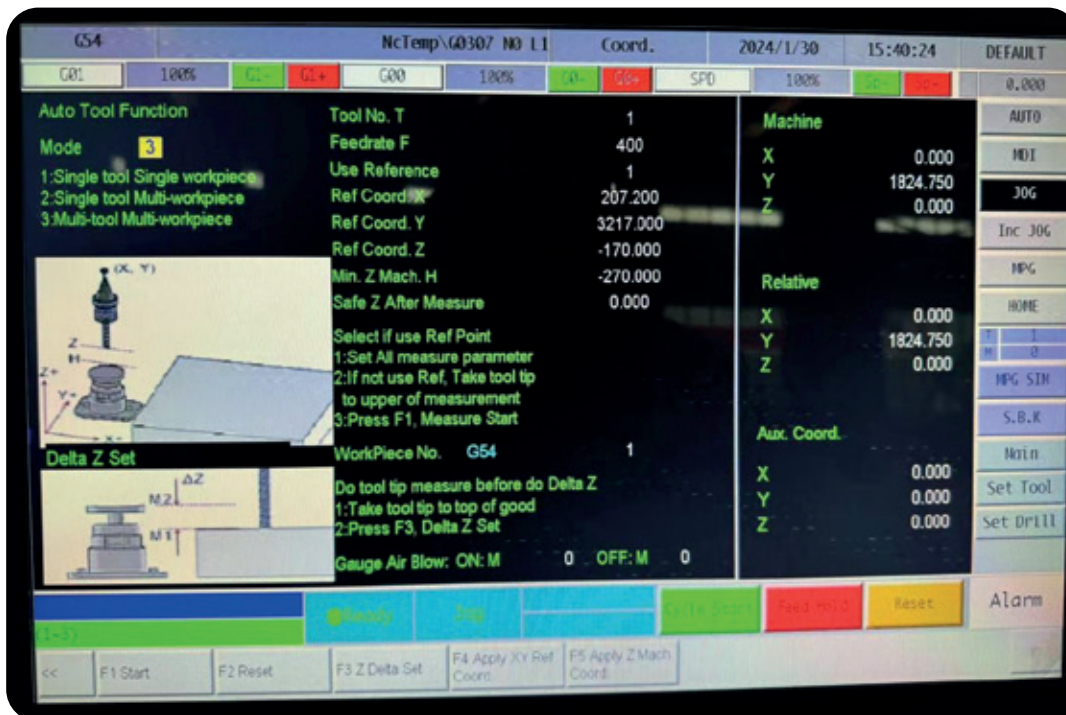 G54 NcTemp\G0307 N0 L1 Coord. 2024/1/30 15:40:24 DEFAULT
G01 100% G1- G1+ G00 100% G0- G0+ SPD 100% Sp- Sp- 0.000
Auto Tool Function
Mode 3
1:Single tool Single workpiece
2:Single tool Multi-workpiece
3:Multi-tool Multi-workpiece
(X, Y)
Z
H
Z+
Y+
X+
Delta Z Set
ΔZ
M2
M1
Tool No. T 1
Feedrate F 400
Use Reference 1
Ref Coord. X 207.200
Ref Coord. Y 3217.000
Ref Coord. Z -170.000
Min. Z Mach. H -270.000
Safe Z After Measure 0.000
Select if use Ref Point
1:Set All measure parameter
2:If not use Ref, Take tool tip
to upper of measurement
3:Press F1, Measure Start
WorkPiece No. G54 1
Do tool tip measure before do Delta Z
1:Take tool tip to top of good
2:Press F3, Delta Z Set
Gauge Air Blow: ON: M 0 OFF: M 0
Machine
X 0.000
Y 1824.750
Z 0.000
Relative
X 0.000
Y 1824.750
Z 0.000
Aux. Coord.
X 0.000
Y 0.000
Z 0.000
AUTO
MDI
JOG
Inc JOG
MPG
HOME
T 1
M 0
MPG SIM
S.B.K
Main
Set Tool
Set Drill
Ready Jog Cycle Start Feed Hold Reset Alarm
(1~3)
<< F1 Start F2 Reset F3 Z Delta Set F4 Apply XY Ref Coord. F5 Apply Z Mach. Coord.